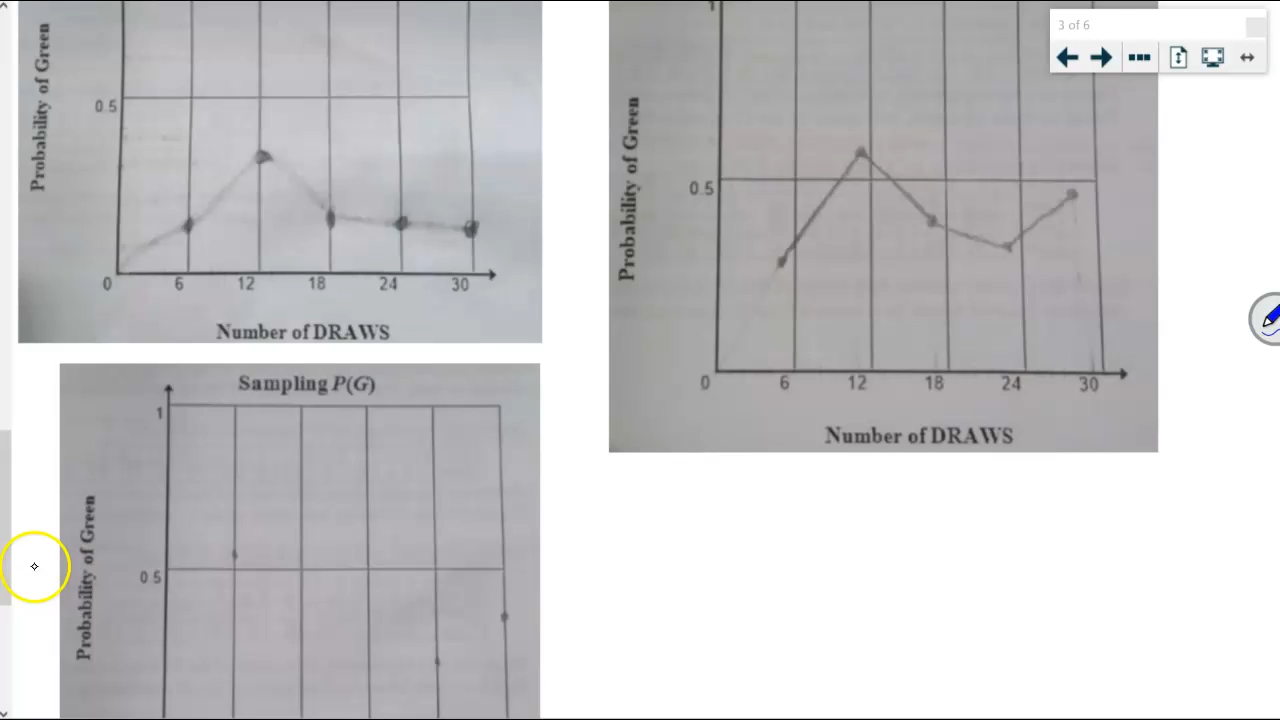 3 of 6
Probability of Green
0.5
0
6
12
18
24
30
Number of DRAWS
1
Probability of Green
0.5
0
6
12
18
24
30
Number of DRAWS
Sampling P(G)
1
Probability of Green
0 5